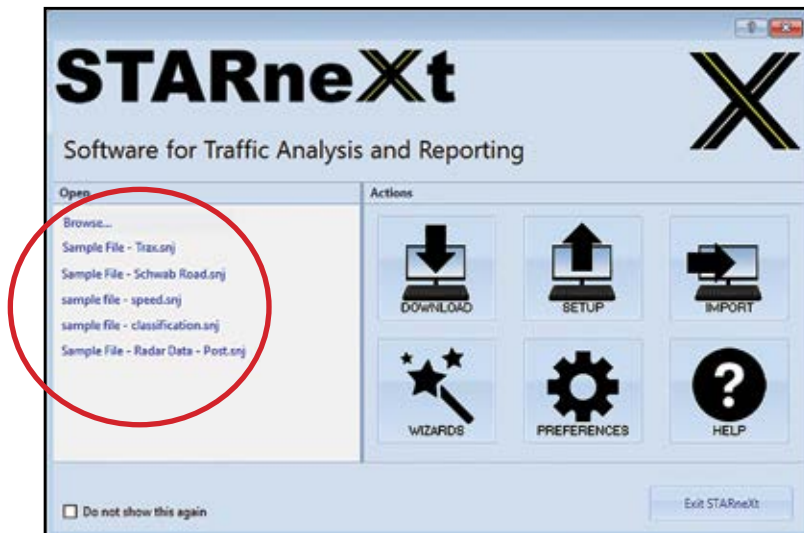 STARneXt
Software for Traffic Analysis and Reporting
Open
Browse...
Sample File - Trax.snj
Sample File - Schwab Road.snj
sample file - speed.snj
sample file - classification.snj
Sample File - Radar Data - Post.snj
Actions
DOWNLOAD
SETUP
IMPORT
WIZARDS
PREFERENCES
HELP
Do not show this again
Exit STARneXt